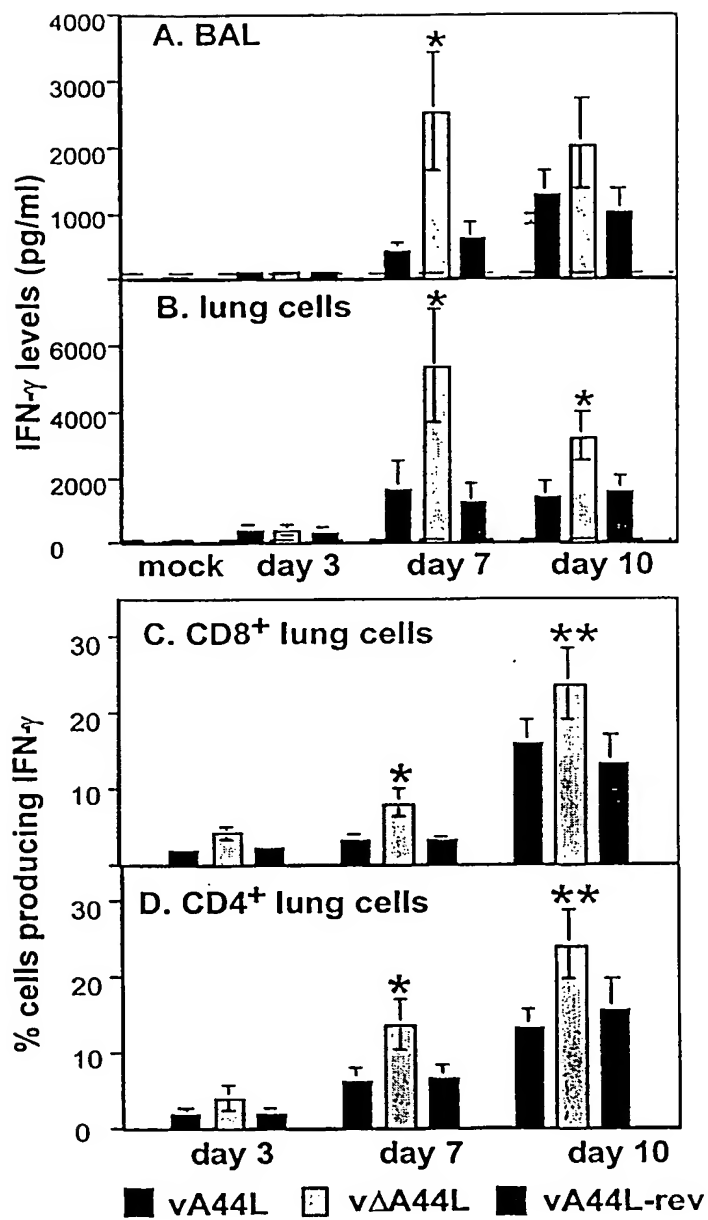 4000
A. BAL
*
3000
2000
1000
IFN-γ levels (pg/ml)
B. lung cells
*
*
6000
4000
2000
0
mock day 3 day 7 day 10
30
C. CD8+ lung cells
**
20
*
10
% cells producing IFN-γ
D. CD4+ lung cells
**
30
20
*
10
0
day 3 day 7 day 10
vA44L vΔA44L vA44L-rev